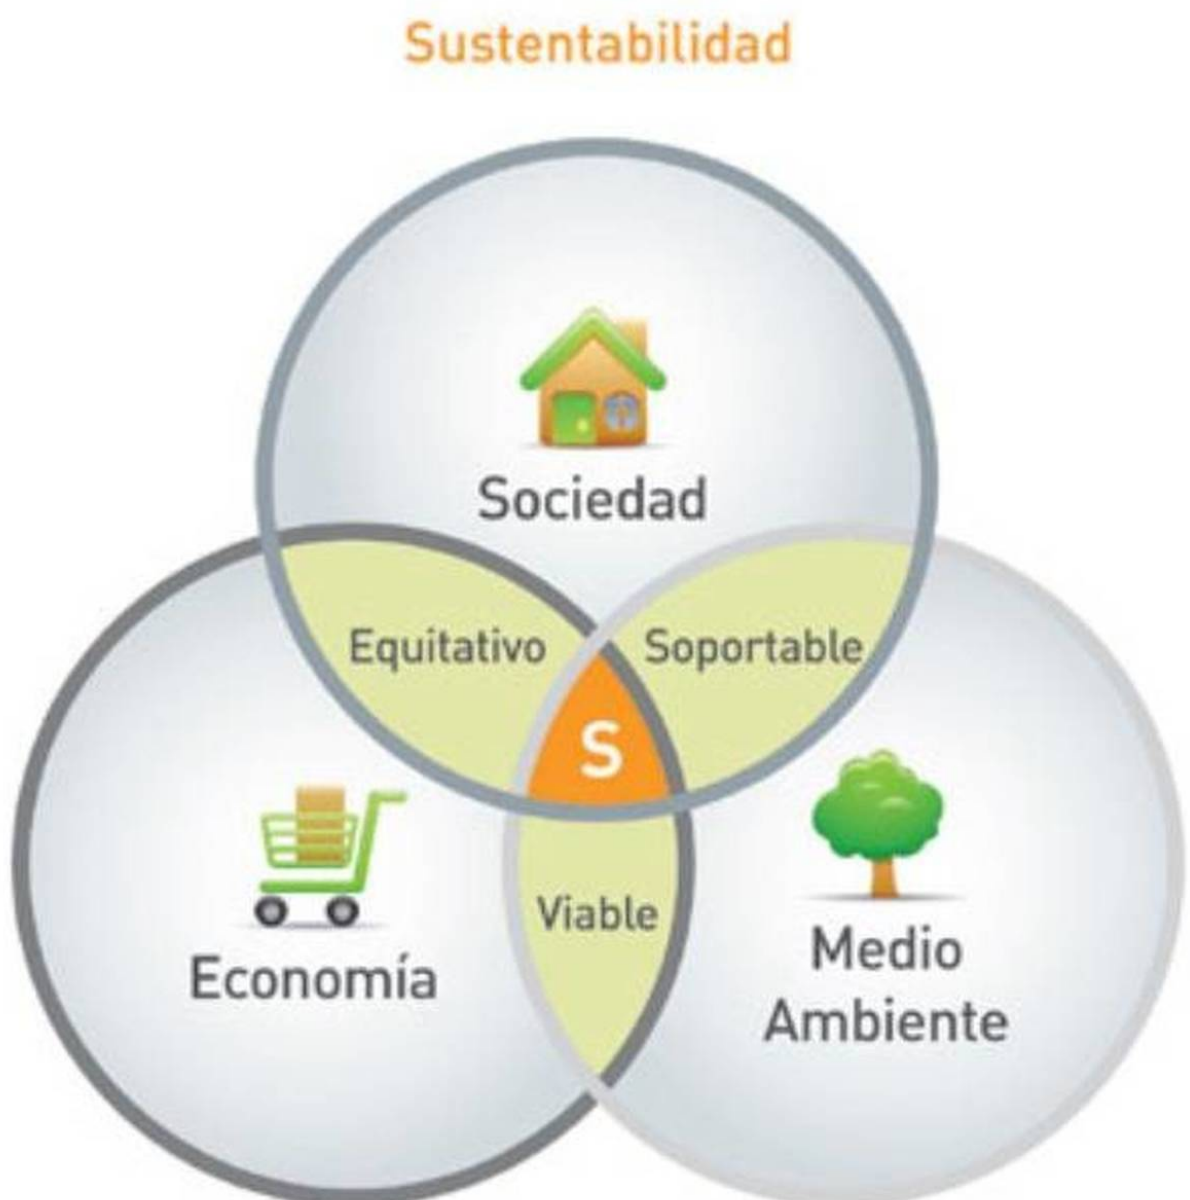 Sustentabilidad
Sociedad
Equitativo
Soportable
S
Viable
Economía
Medio
Ambiente